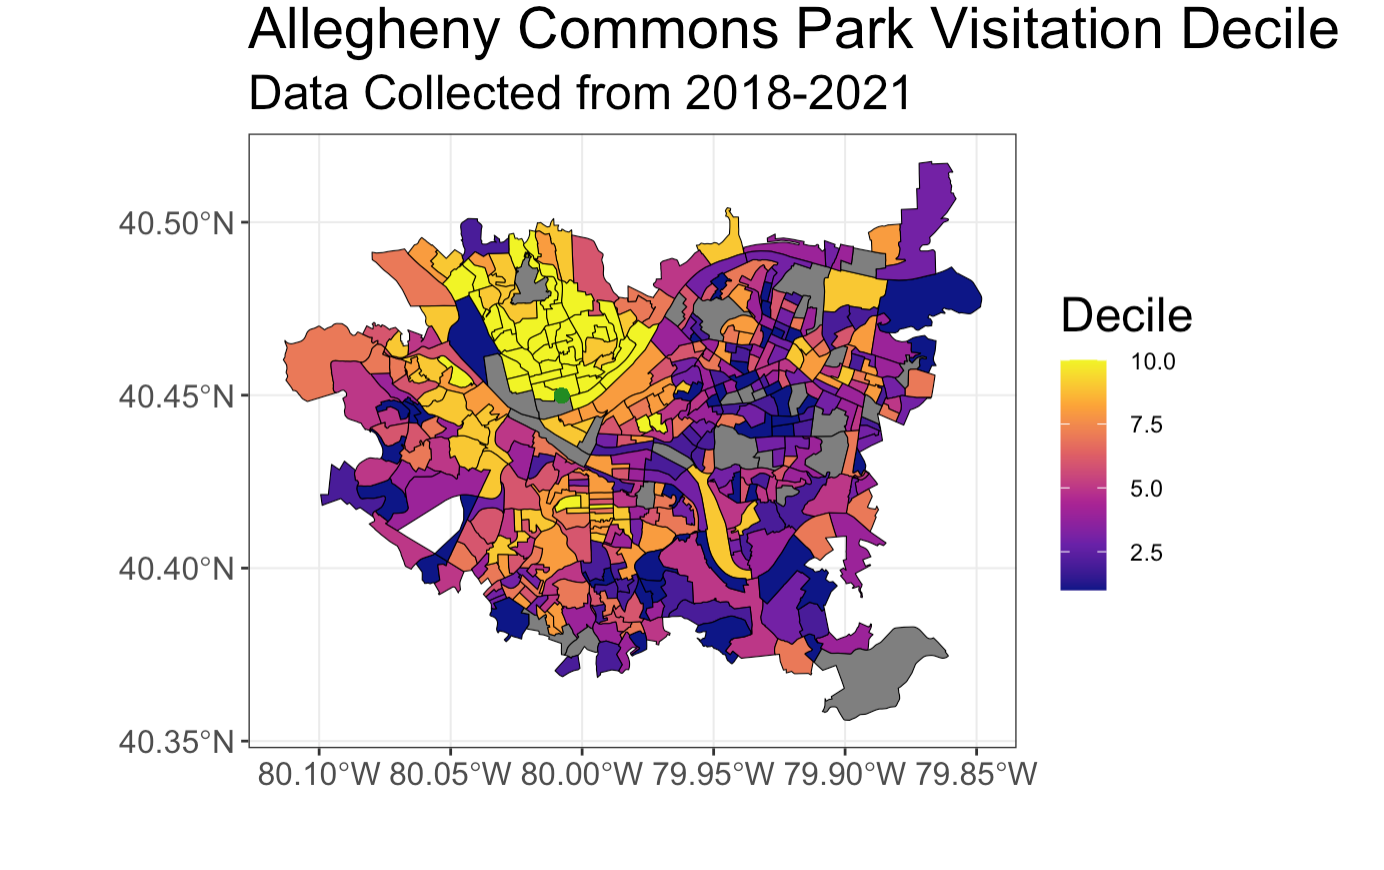 Allegheny Commons Park Visitation Decile
Data Collected from 2018-2021
40.50°N
40.45°N
40.40°N
40.35°N
80.10°W 80.05°W 80.00°W 79.95°W 79.90°W 79.85°W
Decile
10.0
7.5
5.0
2.5